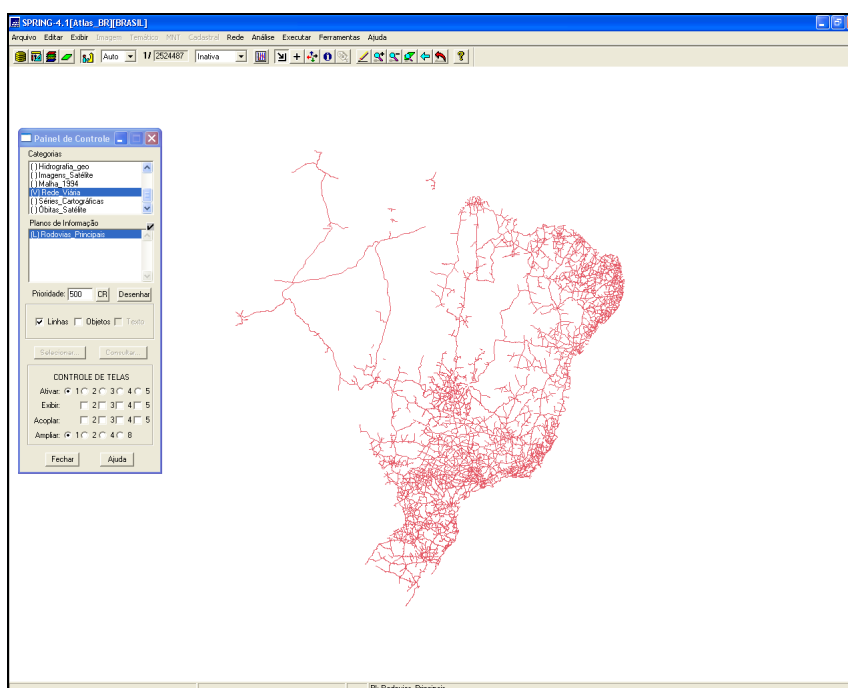 SPRING-4.1[Atlas_BR][BRASIL]
Arquivo Editar Exibir Imagem Temático MNT Cadastral Rede Análise Executar Ferramentas Ajuda
Auto 1/ 2524487 Inativa
Painel de Controle
Categorias
( ) Hidrografia_geo
( ) Imagens_Satélite
( ) Malha_1994
(V) Rede_Viária
( ) Séries_Cartográficas
( ) Óbitas_Satélite
Planos de Informação
(L) Rodovias_Principais
Prioridade: 500 CR Desenhar
Linhas Objetos Texto
Selecionar... Consultar...
CONTROLE DE TELAS
Ativar: 1 2 3 4 5
Exibir: 2 3 4 5
Acoplar: 2 3 4 5
Ampliar: 1 2 4 8
Fechar Ajuda
PI: Rodovias_Principais